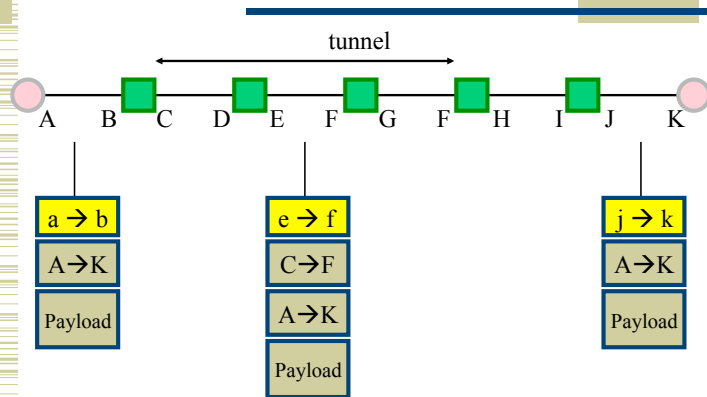 tunnel
A B C D E F G F H I J K
a → b
A→K
Payload
e → f
C→F
A→K
Payload
j → k
A→K
Payload